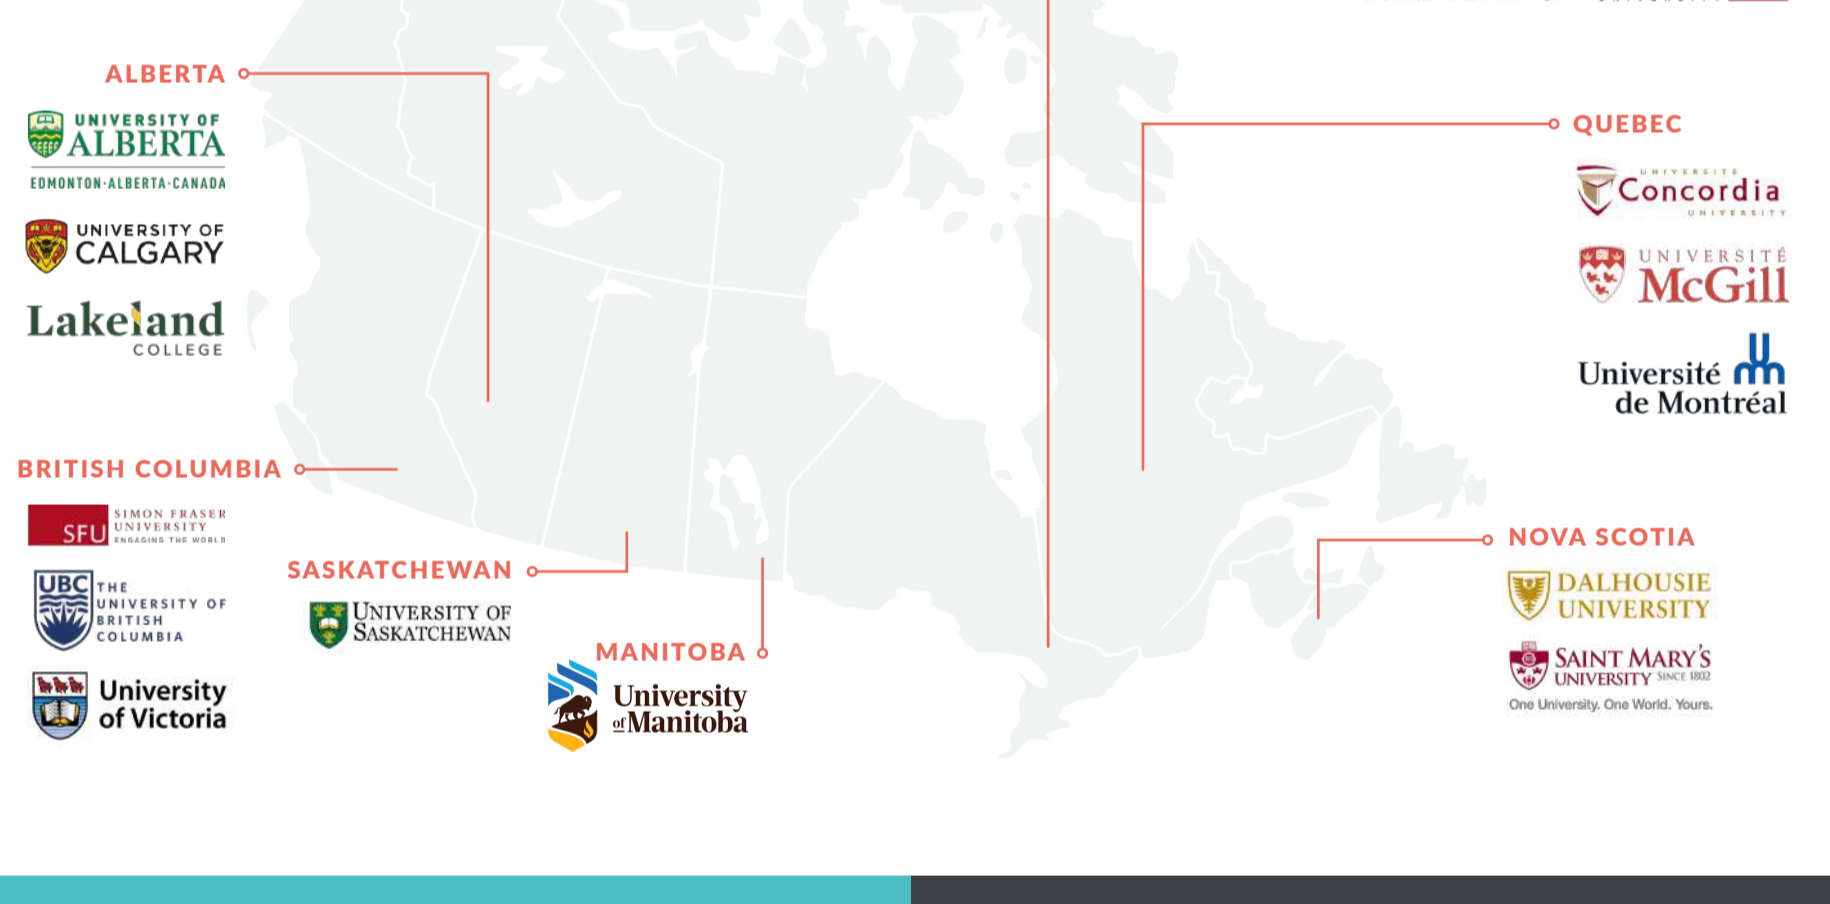 ALBERTA
UNIVERSITY OF
ALBERTA
EDMONTON·ALBERTA·CANADA
UNIVERSITY OF
CALGARY
Lakeland
COLLEGE
BRITISH COLUMBIA
SFU
SIMON FRASER
UNIVERSITY
ENGAGING THE WORLD
UBC
THE
UNIVERSITY OF
BRITISH
COLUMBIA
University
of Victoria
SASKATCHEWAN
UNIVERSITY OF
SASKATCHEWAN
MANITOBA
University
of Manitoba
QUEBEC
UNIVERSITÉ
Concordia
UNIVERSITY
UNIVERSITÉ
McGill
Université
de Montréal
NOVA SCOTIA
DALHOUSIE
UNIVERSITY
SAINT MARY'S
UNIVERSITY SINCE 1802
One University. One World. Yours.